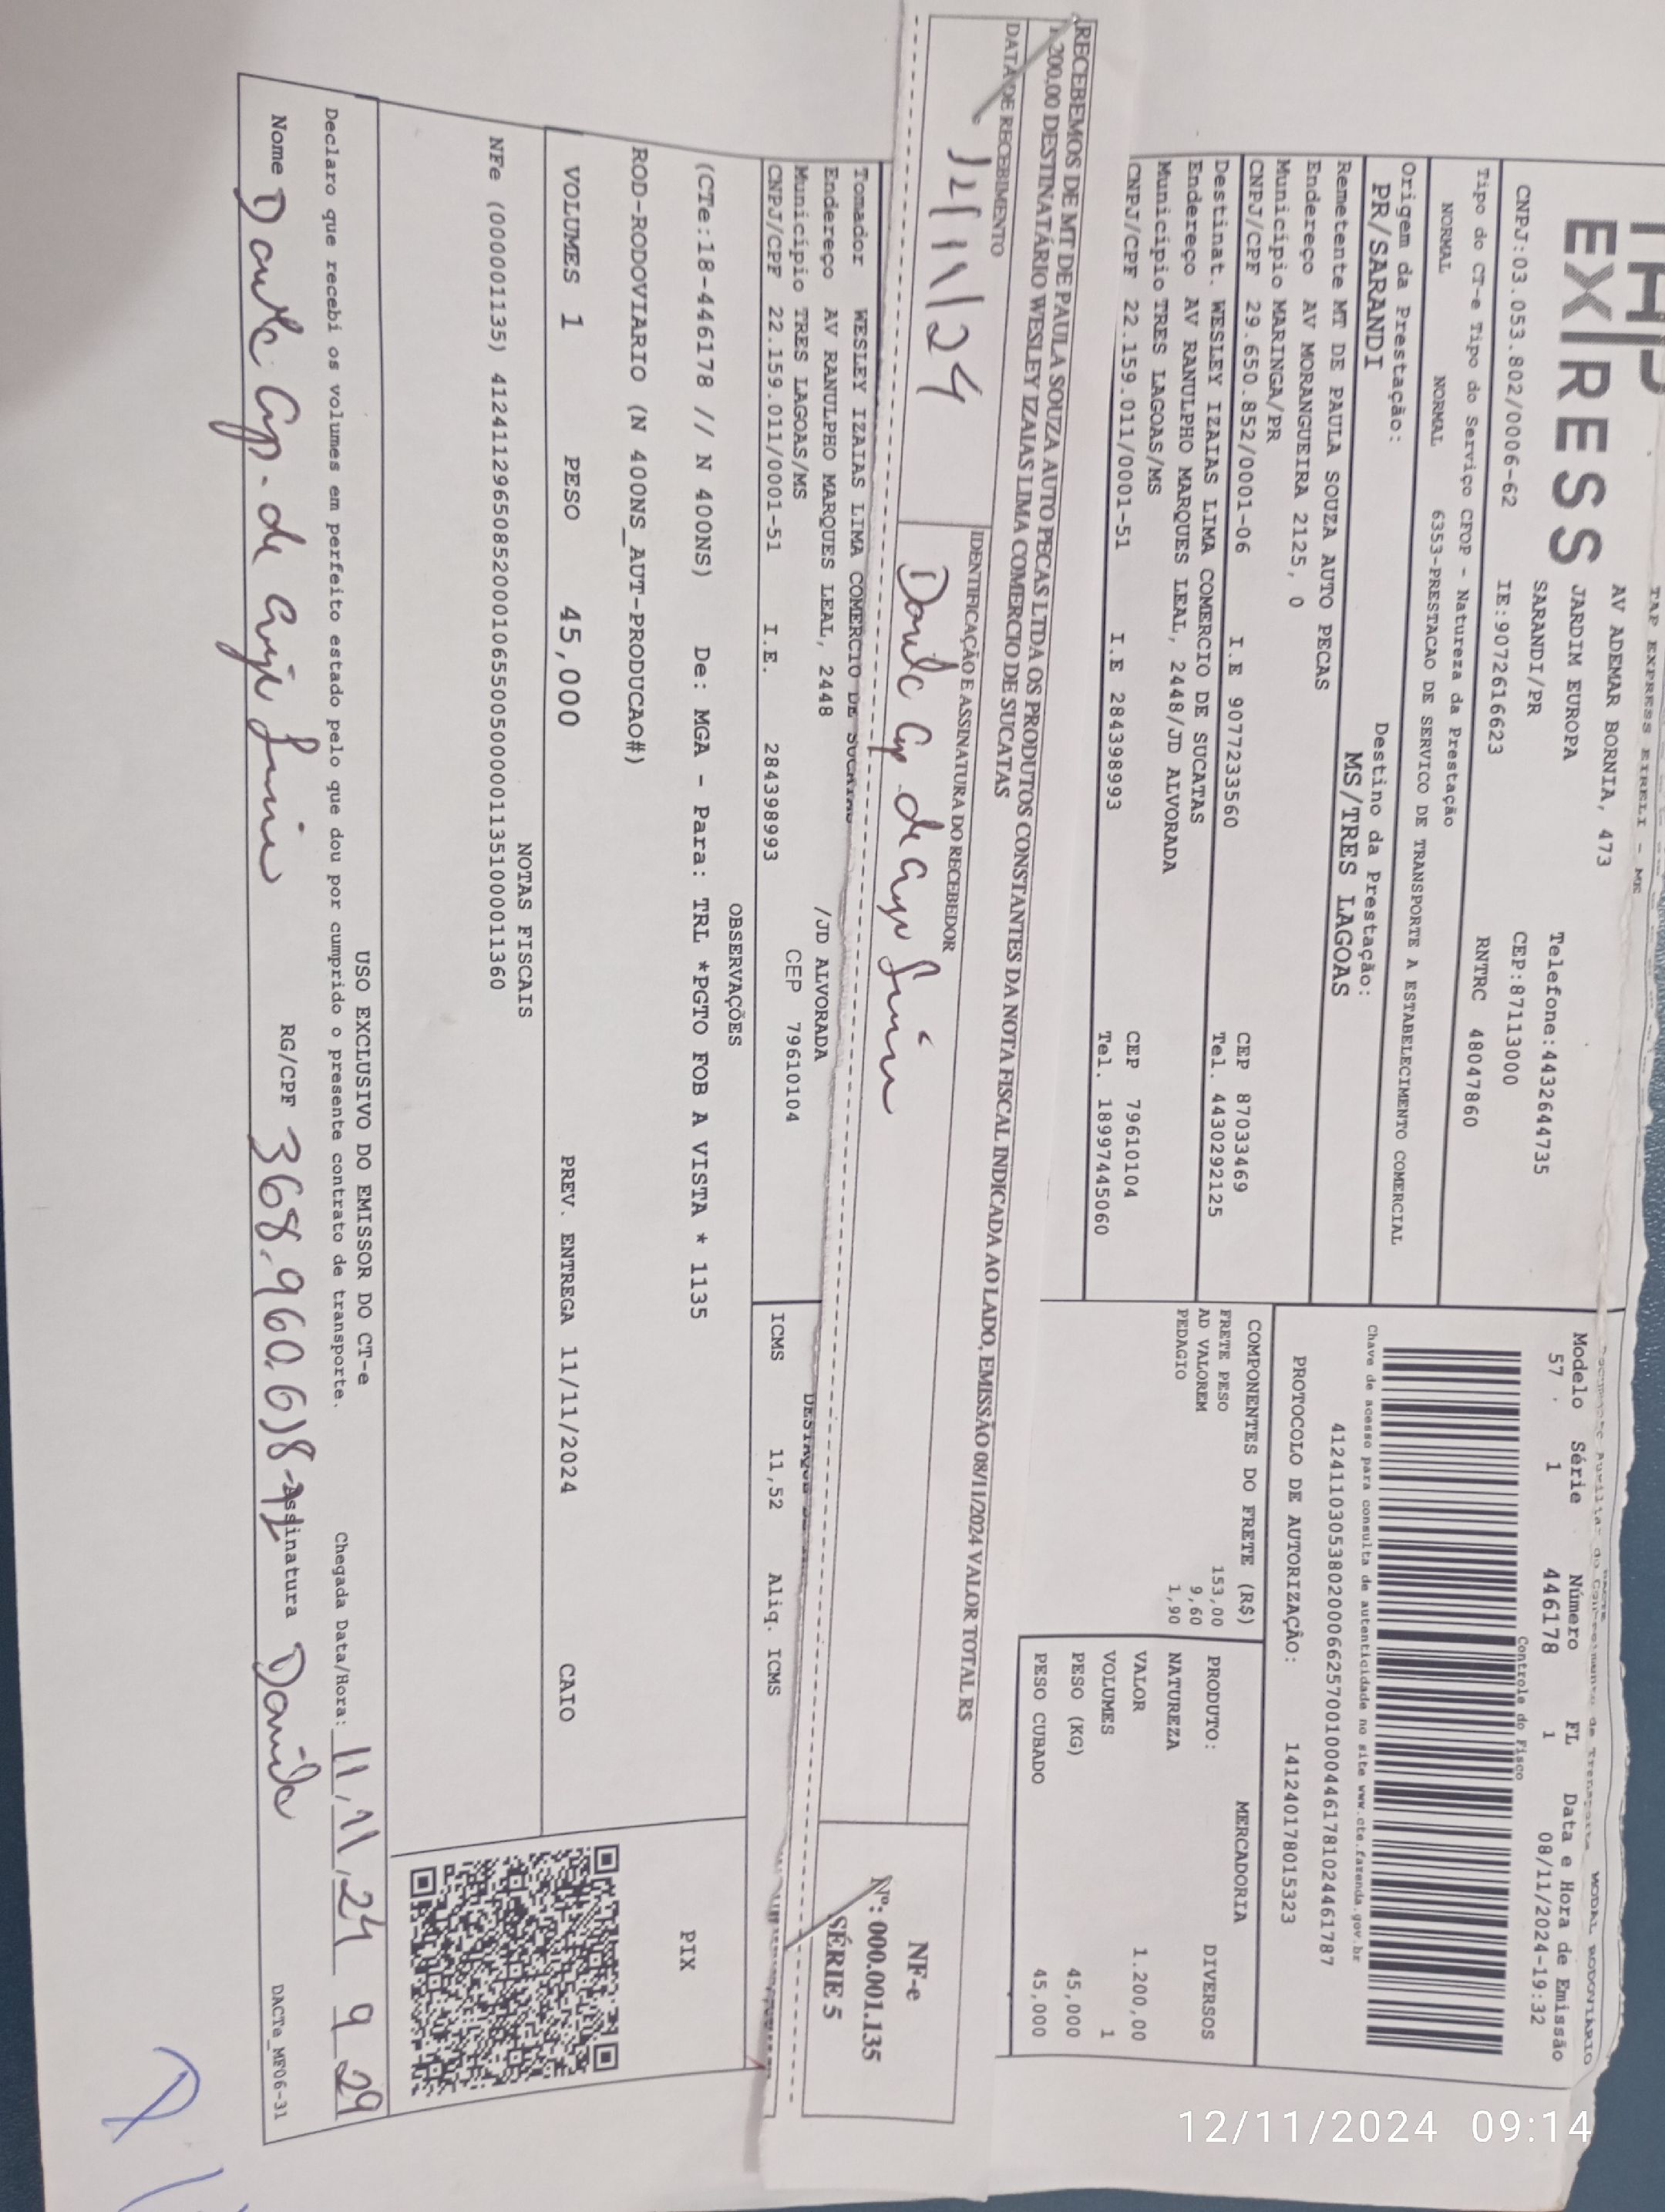 TAP EXPRESS EIRELI - ME
EXPRESS
AV ADEMAR BORNIA, 473
JARDIM EUROPA
SARANDI/PR
Telefone:4432644735
CEP:87113000
CNPJ:03.053.802/0006-62 IE:9072616623 RNTRC 48047860
Tipo do CT-e Tipo do Serviço CFOP - Natureza da Prestação
NORMAL NORMAL 6353-PRESTACAO DE SERVICO DE TRANSPORTE A ESTABELECIMENTO COMERCIAL
Origem da Prestação: Destino da Prestação:
PR/SARANDI MS/TRES LAGOAS
Remetente MT DE PAULA SOUZA AUTO PECAS
Endereço AV MORANGUEIRA 2125, 0
Município MARINGA/PR CEP 87033469
CNPJ/CPF 29.650.852/0001-06 I.E 9077233560 Tel. 4430292125
Destinat. WESLEY IZAIAS LIMA COMERCIO DE SUCATAS
Endereço AV RANULPHO MARQUES LEAL, 2448/JD ALVORADA
Município TRES LAGOAS/MS CEP 79610104
CNPJ/CPF 22.159.011/0001-51 I.E 284398993 Tel. 18997445060
MODAL RODOVIARIO
Modelo Série Número FL Data e Hora de Emissão
57 1 446178 1 08/11/2024-19:32
Controle do Fisco
Chave de acesso para consulta de autenticidade no site www.cte.fazenda.gov.br
41241103053802000662570010004461781024461787
PROTOCOLO DE AUTORIZAÇÃO: 141240178015323
COMPONENTES DO FRETE (R$)
FRETE PESO 153,00
AD VALOREM 9,60
PEDAGIO 1,90
MERCADORIA
PRODUTO: DIVERSOS
NATUREZA
VALOR 1.200,00
VOLUMES 1
PESO (KG) 45,000
PESO CUBADO 45,000
RECEBEMOS DE MT DE PAULA SOUZA AUTO PECAS LTDA OS PRODUTOS CONSTANTES DA NOTA FISCAL INDICADA AO LADO, EMISSÃO 08/11/2024 VALOR TOTAL R$
1.200,00 DESTINATÁRIO WESLEY IZAIAS LIMA COMERCIO DE SUCATAS
DATA DE RECEBIMENTO IDENTIFICAÇÃO E ASSINATURA DO RECEBEDOR
NF-e
Nº: 000.001.135
SÉRIE 5
Tomador WESLEY IZAIAS LIMA COMERCIO DE SUCATAS
Endereço AV RANULPHO MARQUES LEAL, 2448 /JD ALVORADA
Município TRES LAGOAS/MS CEP 79610104
CNPJ/CPF 22.159.011/0001-51 I.E. 284398993
ICMS 11,52 Aliq. ICMS
OBSERVAÇÕES
(CTe:18-446178 // N 400NS) De: MGA - Para: TRL *PGTO FOB A VISTA * 1135
ROD-RODOVIARIO (N 400NS_AUT-PRODUCAO#)
PIX
VOLUMES 1 PESO 45,000 PREV. ENTREGA 11/11/2024 CAIO
NOTAS FISCAIS
NFe (000001135) 41241129650852000106550050000011351000011360
USO EXCLUSIVO DO EMISSOR DO CT-e
Declaro que recebi os volumes em perfeito estado pelo que dou por cumprido o presente contrato de transporte. Chegada Data/Hora: 11/11/24 9 29
Nome RG/CPF Assinatura
DACTe_MF06-31
12/11/2024 09:14